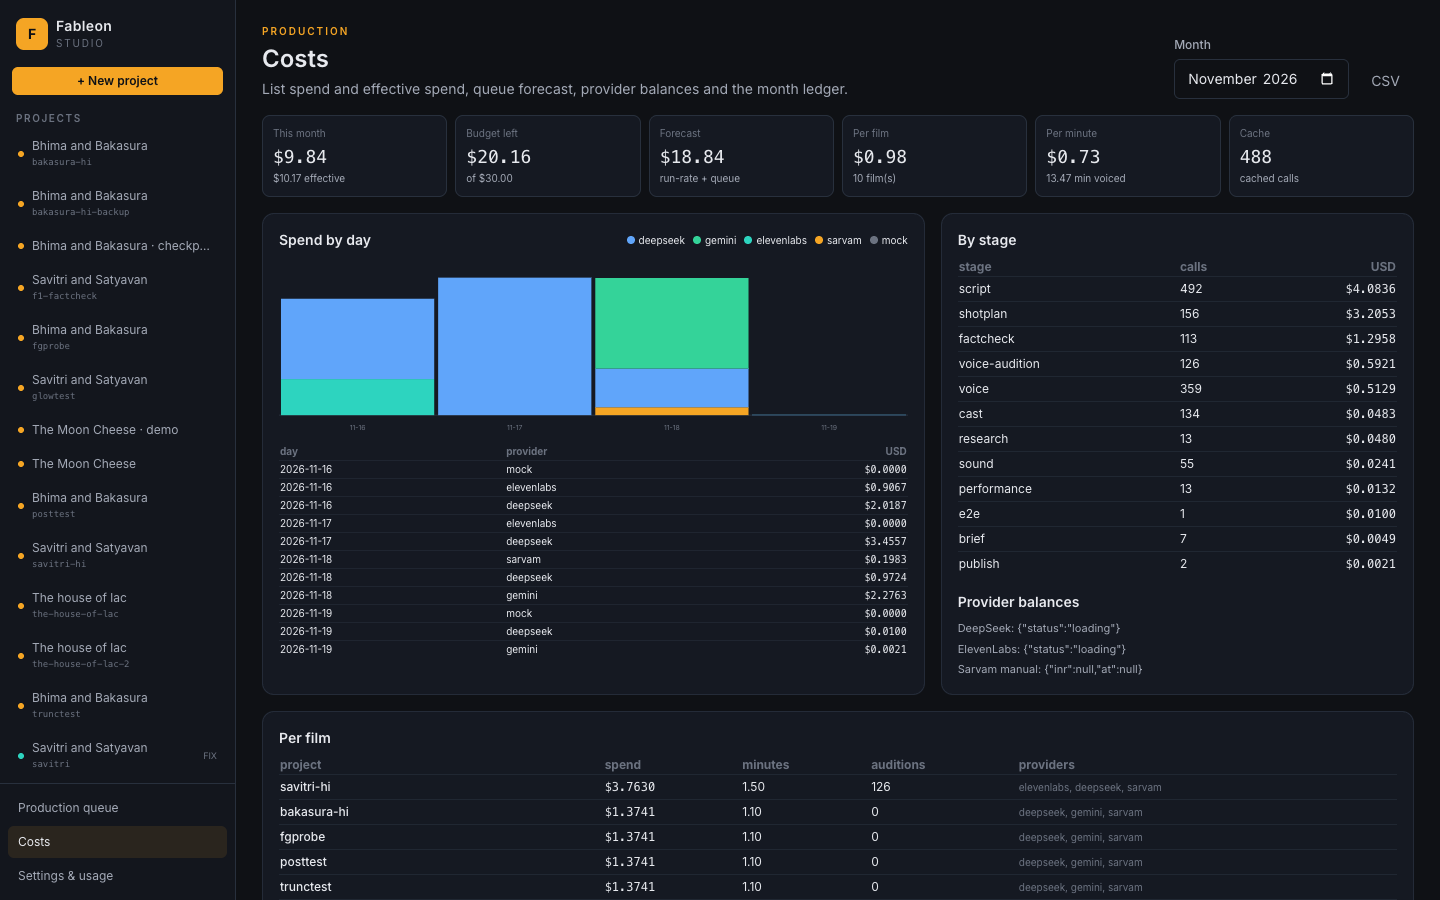 F
Fableon
STUDIO
+ New project
PROJECTS
Bhima and Bakasura
bakasura-hi
Bhima and Bakasura
bakasura-hi-backup
Bhima and Bakasura · checkp...
Savitri and Satyavan
f1-factcheck
Bhima and Bakasura
fgprobe
Savitri and Satyavan
glowtest
The Moon Cheese · demo
The Moon Cheese
Bhima and Bakasura
posttest
Savitri and Satyavan
savitri-hi
The house of lac
the-house-of-lac
The house of lac
the-house-of-lac-2
Bhima and Bakasura
trunctest
Savitri and Satyavan
savitri
FIX
Production queue
Costs
Settings & usage
PRODUCTION
Costs
List spend and effective spend, queue forecast, provider balances and the month ledger.
Month
November 2026
CSV
This month
$9.84
$10.17 effective
Budget left
$20.16
of $30.00
Forecast
$18.84
run-rate + queue
Per film
$0.98
10 film(s)
Per minute
$0.73
13.47 min voiced
Cache
488
cached calls
Spend by day
deepseek gemini elevenlabs sarvam mock
11-16 11-17 11-18 11-19
day provider USD
2026-11-16 mock $0.0000
2026-11-16 elevenlabs $0.9067
2026-11-16 deepseek $2.0187
2026-11-17 elevenlabs $0.0000
2026-11-17 deepseek $3.4557
2026-11-18 sarvam $0.1983
2026-11-18 deepseek $0.9724
2026-11-18 gemini $2.2763
2026-11-19 mock $0.0000
2026-11-19 deepseek $0.0100
2026-11-19 gemini $0.0021
By stage
stage calls USD
script 492 $4.0836
shotplan 156 $3.2053
factcheck 113 $1.2958
voice-audition 126 $0.5921
voice 359 $0.5129
cast 134 $0.0483
research 13 $0.0480
sound 55 $0.0241
performance 13 $0.0132
e2e 1 $0.0100
brief 7 $0.0049
publish 2 $0.0021
Provider balances
DeepSeek: {"status":"loading"}
ElevenLabs: {"status":"loading"}
Sarvam manual: {"inr":null,"at":null}
Per film
project spend minutes auditions providers
savitri-hi $3.7630 1.50 126 elevenlabs, deepseek, sarvam
bakasura-hi $1.3741 1.10 0 deepseek, gemini, sarvam
fgprobe $1.3741 1.10 0 deepseek, gemini, sarvam
posttest $1.3741 1.10 0 deepseek, gemini, sarvam
trunctest $1.3741 1.10 0 deepseek, gemini, sarvam